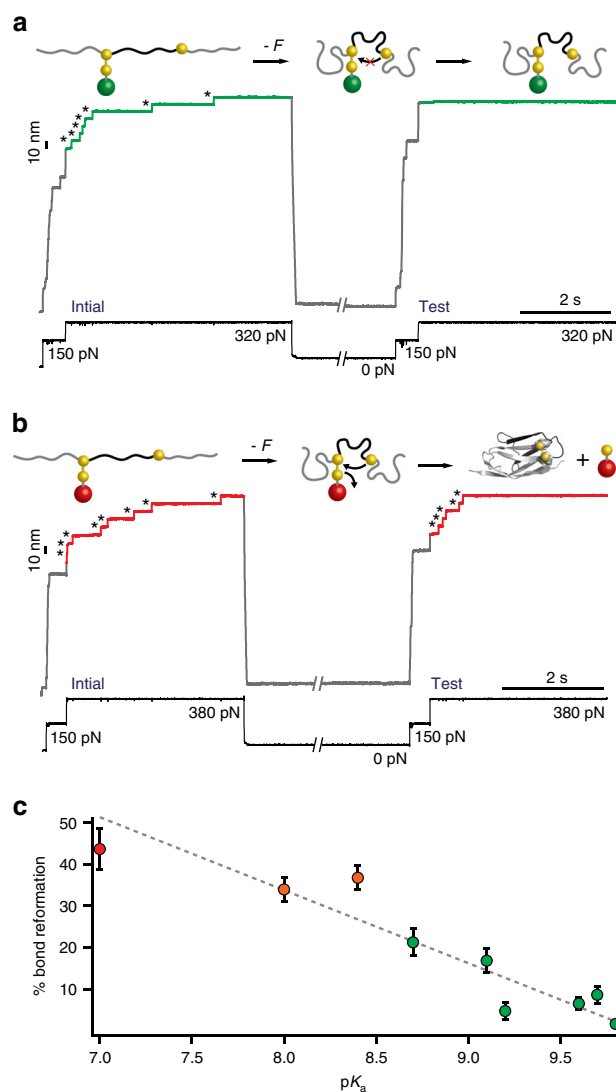 a
- F
* * * * * * *
10 nm
Intial
Test
2 s
150 pN
320 pN
0 pN
150 pN
320 pN
b
- F
+
* * * * * * *
* * * *
10 nm
Intial
Test
2 s
150 pN
380 pN
0 pN
150 pN
380 pN
c
% bond reformation
50
40
30
20
10
7.0
8.0
8.5
9.0
9.5
pKa